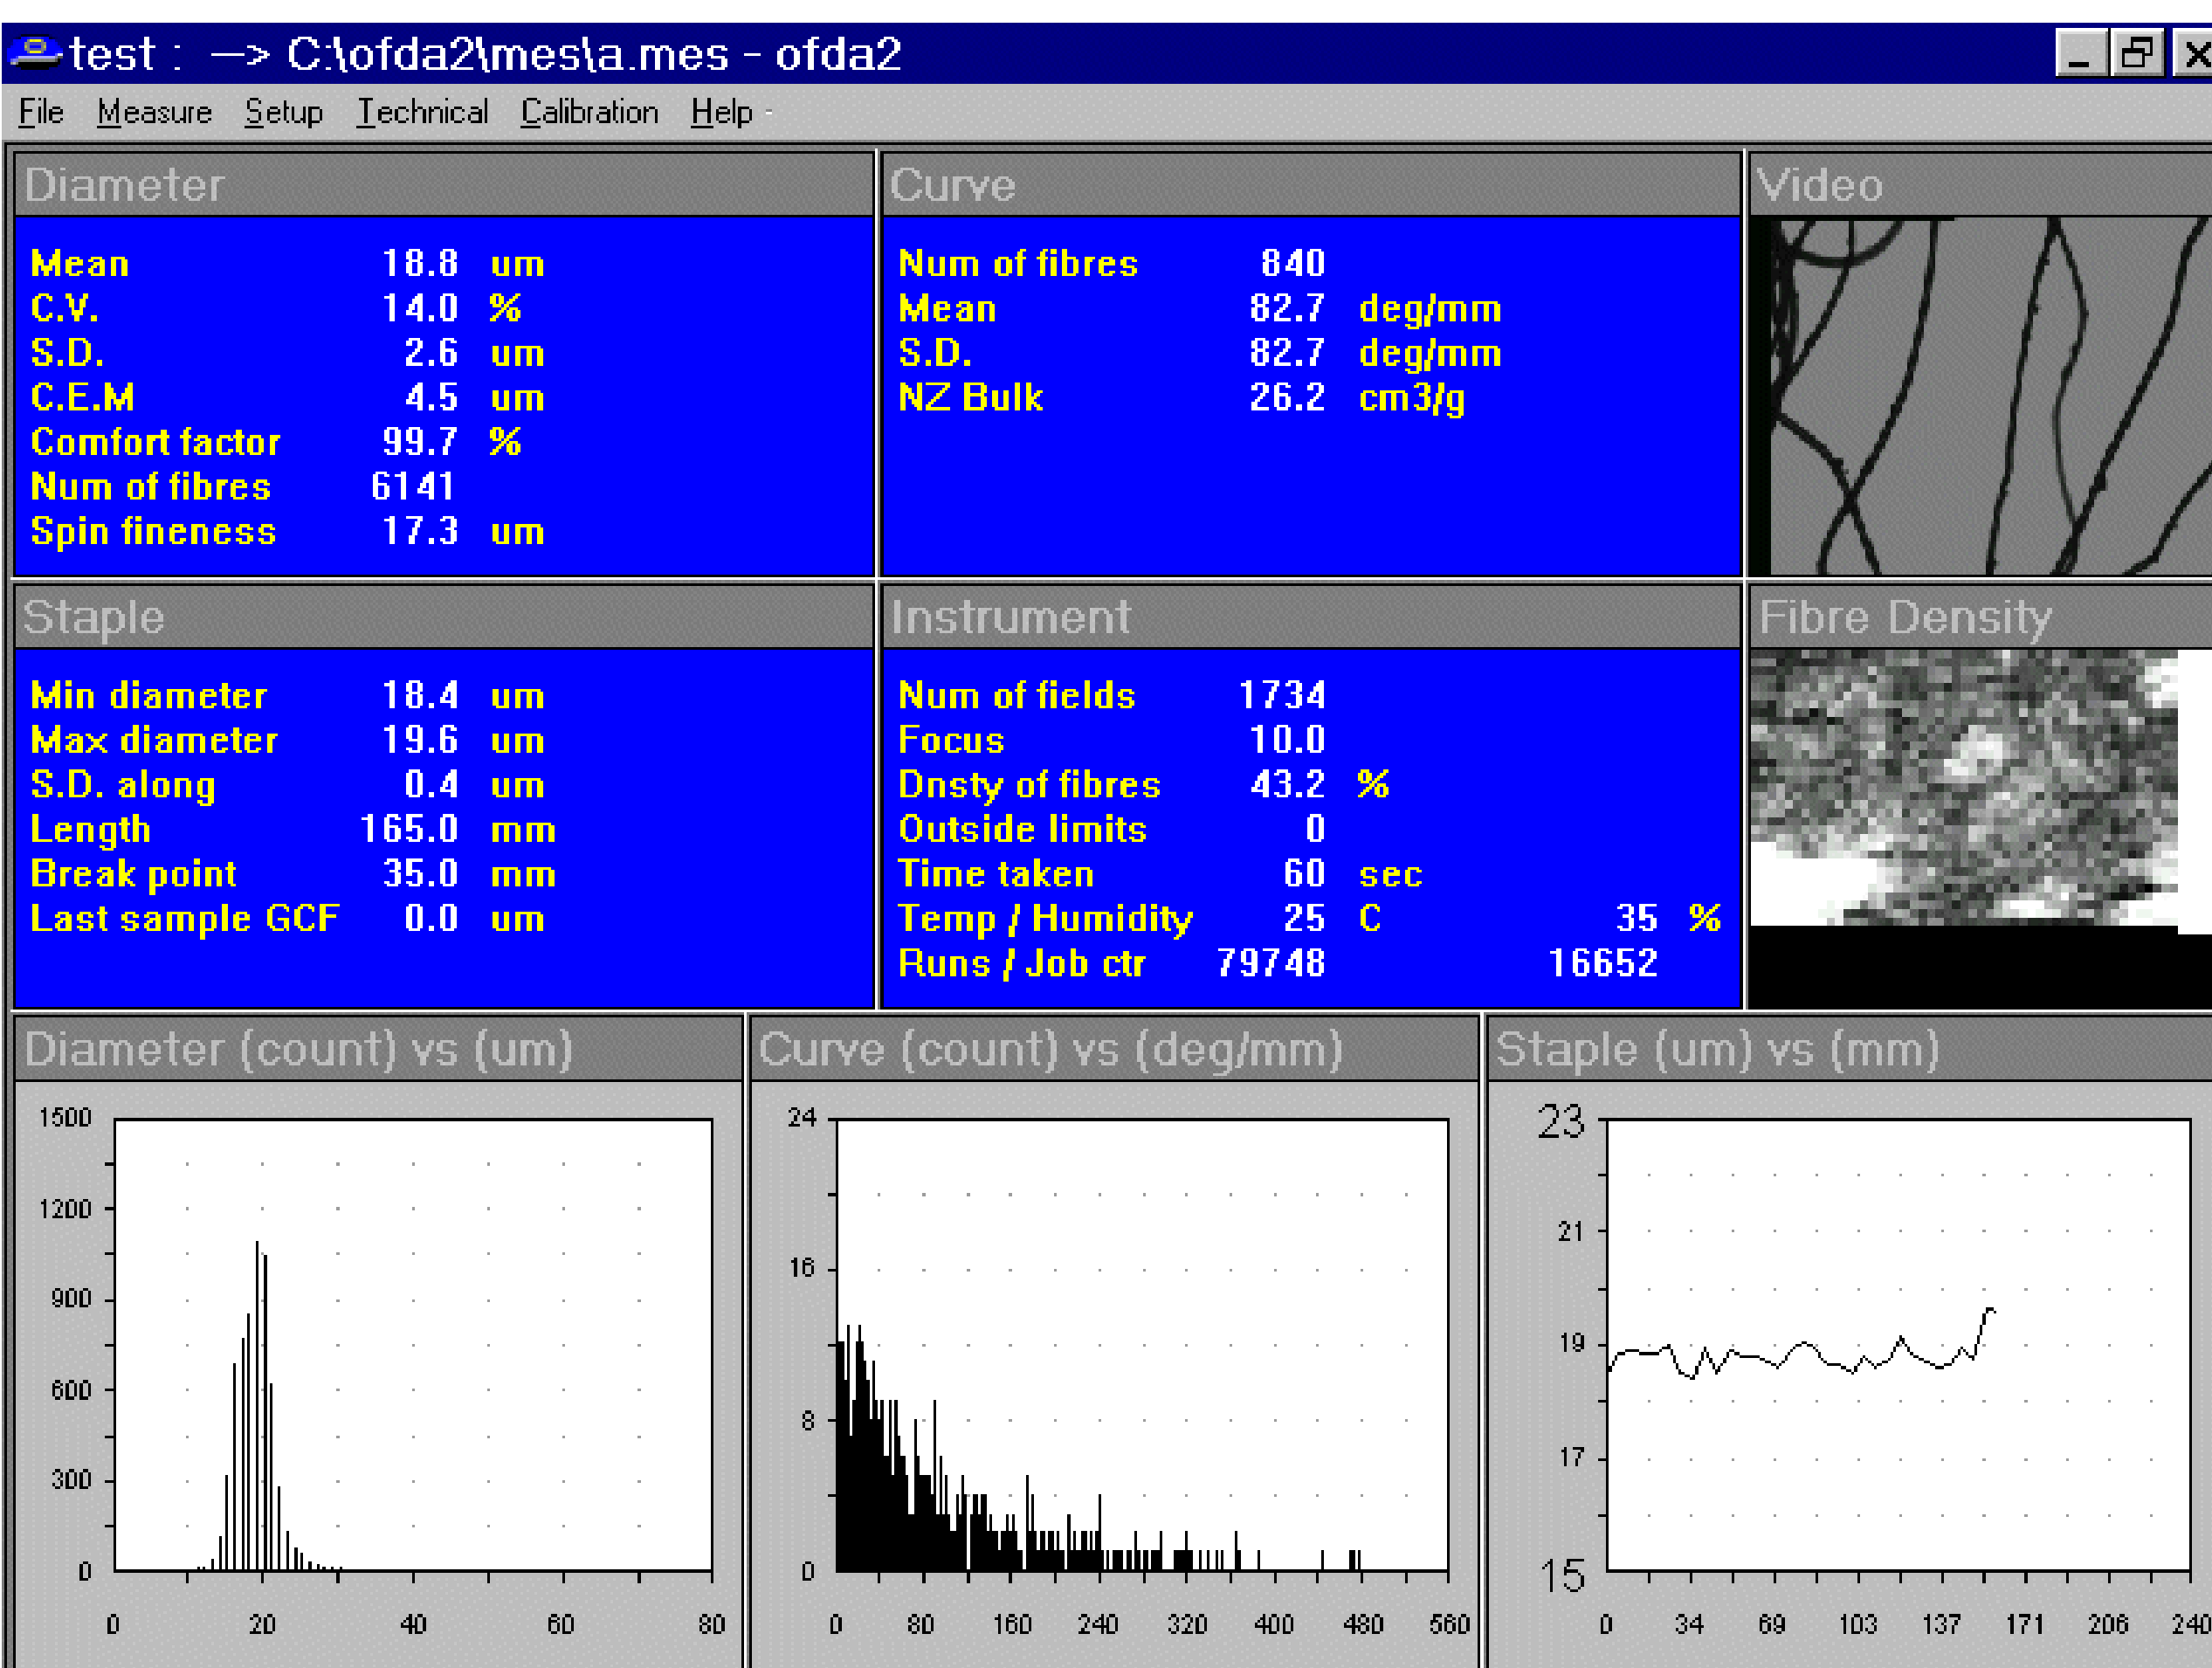 test :  —> C:\ofda2\mes\a.mes - ofda2
File Measure Setup Technical Calibration Help -
Diameter
Mean 18.8 um
C.V. 14.0 %
S.D. 2.6 um
C.E.M 4.5 um
Comfort factor 99.7 %
Num of fibres 6141
Spin fineness 17.3 um
Curve
Num of fibres 840
Mean 82.7 deg/mm
S.D. 82.7 deg/mm
NZ Bulk 26.2 cm3/g
Video
Staple
Min diameter 18.4 um
Max diameter 19.6 um
S.D. along 0.4 um
Length 165.0 mm
Break point 35.0 mm
Last sample GCF 0.0 um
Instrument
Num of fields 1734
Focus 10.0
Dnsty of fibres 43.2 %
Outside limits 0
Time taken 60 sec
Temp / Humidity 25 C 35 %
Runs / Job ctr 79748 16652
Fibre Density
Diameter (count) vs (um)
1500
1200
900
600
300
0
0 20 40 60 80
Curve (count) vs (deg/mm)
24
16
8
0
0 80 160 240 320 400 480 560
Staple (um) vs (mm)
23
21
19
17
15
0 34 69 103 137 171 206 240